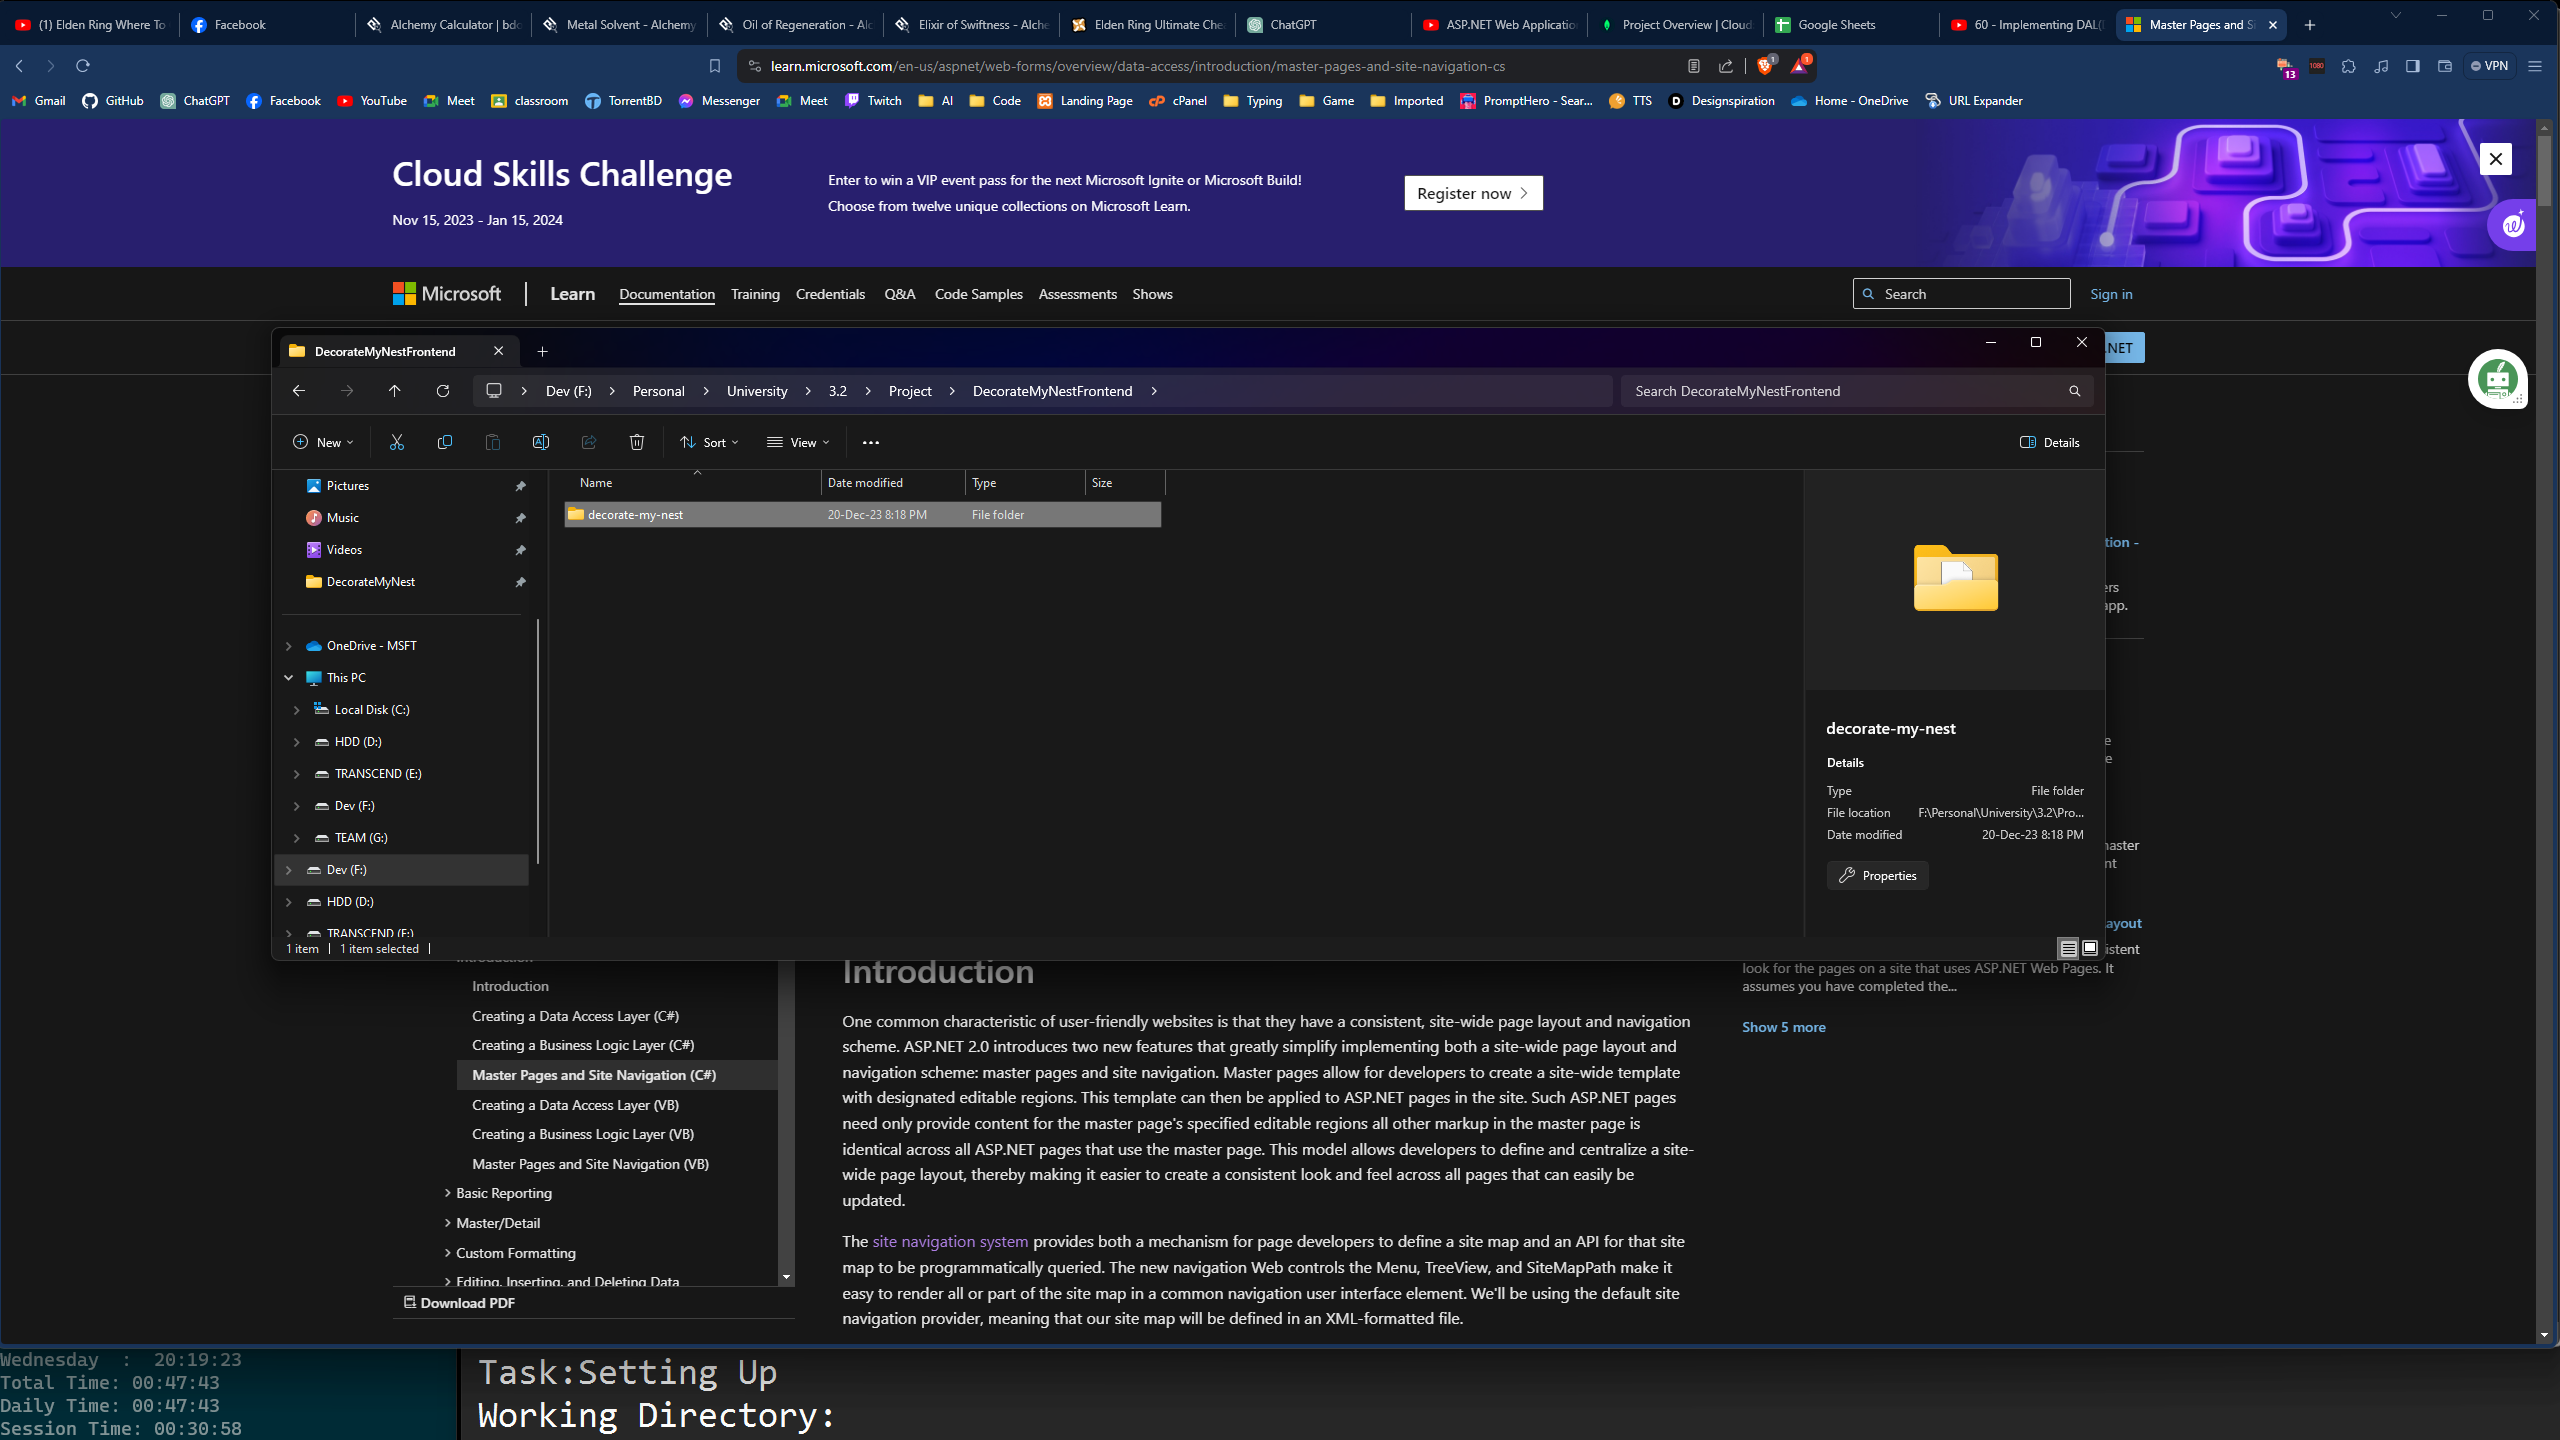 (1) Elden Ring Where To
Facebook
Alchemy Calculator | bdo
Metal Solvent - Alchemy
Oil of Regeneration - Alc
Elixir of Swiftness - Alche
Elden Ring Ultimate Chea
ChatGPT
ASP.NET Web Application
Project Overview | Cloud
Google Sheets
60 - Implementing DAL(
Master Pages and Si
learn.microsoft.com/en-us/aspnet/web-forms/overview/data-access/introduction/master-pages-and-site-navigation-cs
1
1
13
1080
VPN
Gmail
GitHub
ChatGPT
Facebook
YouTube
Meet
classroom
TorrentBD
Messenger
Meet
Twitch
AI
Code
Landing Page
cPanel
Typing
Game
Imported
PromptHero - Sear...
TTS
Designspiration
Home - OneDrive
URL Expander
Cloud Skills Challenge
Nov 15, 2023 - Jan 15, 2024
Enter to win a VIP event pass for the next Microsoft Ignite or Microsoft Build!
Choose from twelve unique collections on Microsoft Learn.
Register now
Microsoft
Learn
Documentation
Training
Credentials
Q&A
Code Samples
Assessments
Shows
Search
Sign in
.NET
DecorateMyNestFrontend
Dev (F:)
Personal
University
3.2
Project
DecorateMyNestFrontend
Search DecorateMyNestFrontend
New
Sort
View
Details
Pictures
Music
Videos
DecorateMyNest
OneDrive - MSFT
This PC
Local Disk (C:)
HDD (D:)
TRANSCEND (E:)
Dev (F:)
TEAM (G:)
Dev (F:)
HDD (D:)
TRANSCEND (E:)
Name
Date modified
Type
Size
decorate-my-nest
20-Dec-23 8:18 PM
File folder
decorate-my-nest
Details
Type
File folder
File location
F:\Personal\University\3.2\Pro...
Date modified
20-Dec-23 8:18 PM
Properties
1 item
1 item selected
tion -
ers
app.
e
e
naster
nt
ayout
istent
look for the pages on a site that uses ASP.NET Web Pages. It
assumes you have completed the...
Show 5 more
Introduction
Introduction
Creating a Data Access Layer (C#)
Creating a Business Logic Layer (C#)
Master Pages and Site Navigation (C#)
Creating a Data Access Layer (VB)
Creating a Business Logic Layer (VB)
Master Pages and Site Navigation (VB)
Basic Reporting
Master/Detail
Custom Formatting
Editing, Inserting, and Deleting Data
Download PDF
Introduction
One common characteristic of user-friendly websites is that they have a consistent, site-wide page layout and navigation
scheme. ASP.NET 2.0 introduces two new features that greatly simplify implementing both a site-wide page layout and
navigation scheme: master pages and site navigation. Master pages allow for developers to create a site-wide template
with designated editable regions. This template can then be applied to ASP.NET pages in the site. Such ASP.NET pages
need only provide content for the master page's specified editable regions all other markup in the master page is
identical across all ASP.NET pages that use the master page. This model allows developers to define and centralize a site-
wide page layout, thereby making it easier to create a consistent look and feel across all pages that can easily be
updated.
The site navigation system provides both a mechanism for page developers to define a site map and an API for that site
map to be programmatically queried. The new navigation Web controls the Menu, TreeView, and SiteMapPath make it
easy to render all or part of the site map in a common navigation user interface element. We'll be using the default site
navigation provider, meaning that our site map will be defined in an XML-formatted file.
Wednesday : 20:19:23
Total Time: 00:47:43
Daily Time: 00:47:43
Session Time: 00:30:58
Task:Setting Up
Working Directory: